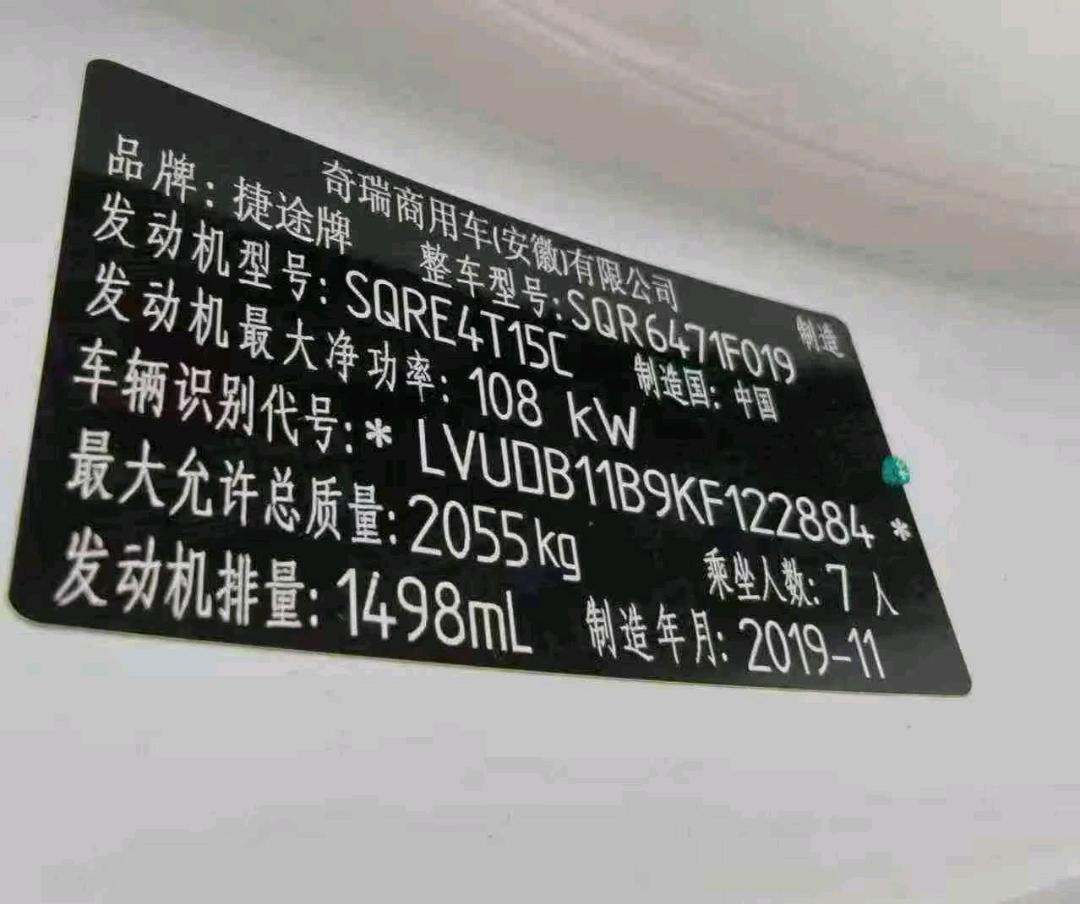 奇瑞商用车(安徽)有限公司 制造
品牌：捷途牌 整车型号：SQR6471F019
发动机型号：SQRE4T15C 制造国：中国
发动机最大净功率：108 kW
车辆识别代号：* LVUDB11B9KF122884 *
最大允许总质量：2055kg 乘坐人数：7 人
发动机排量：1498mL 制造年月：2019-11